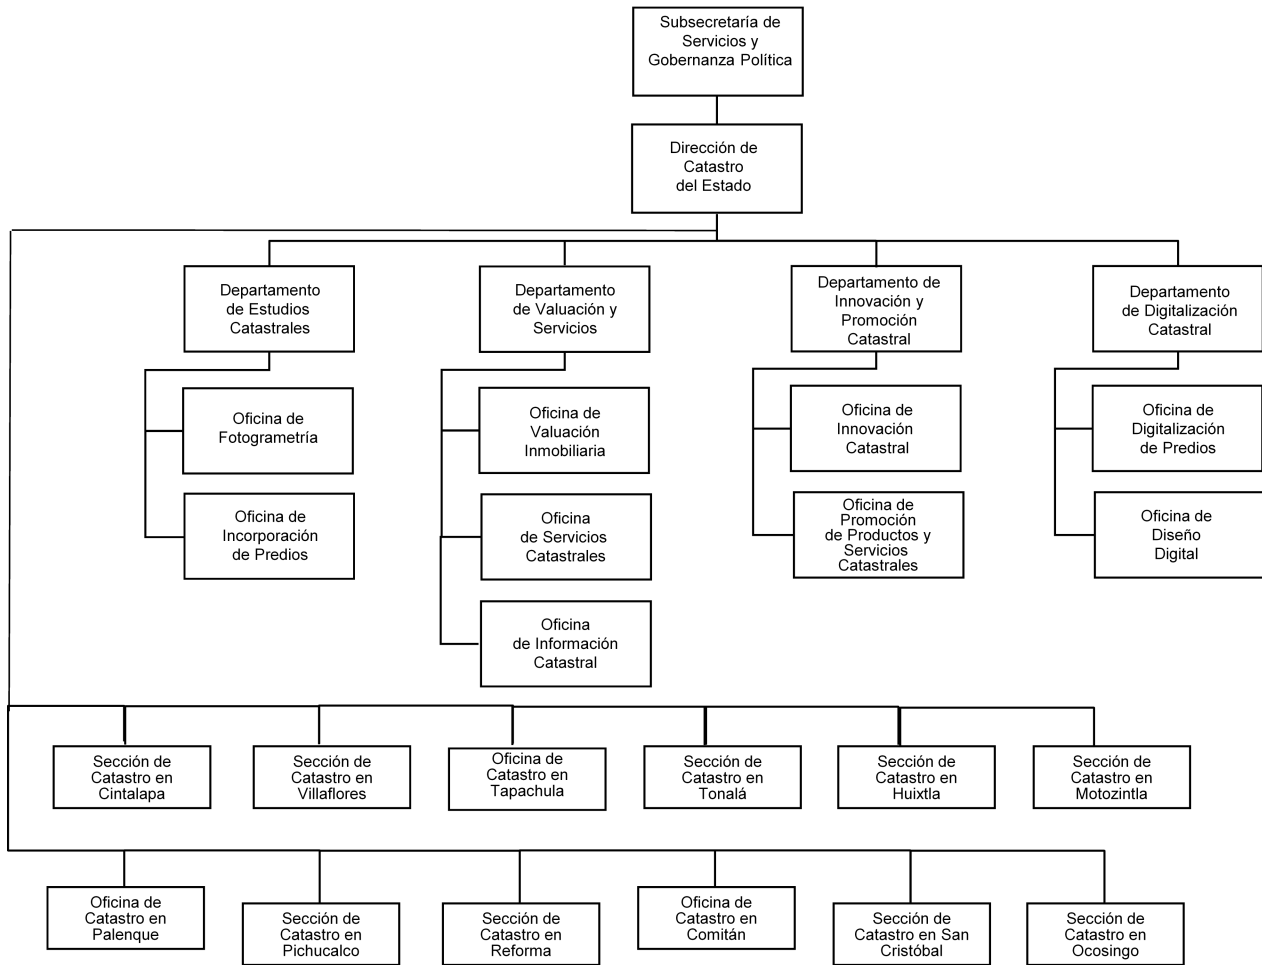 Subsecretaría de
Servicios y
Gobernanza Política
Dirección de
Catastro
del Estado
Departamento
de Estudios
Catastrales
Departamento
de Valuación y
Servicios
Departamento de
Innovación y
Promoción
Catastral
Departamento
de Digitalización
Catastral
Oficina de
Fotogrametría
Oficina de
Valuación
Inmobiliaria
Oficina de
Innovación
Catastral
Oficina de
Digitalización
de Predios
Oficina de
Incorporación
de Predios
Oficina
de Servicios
Catastrales
Oficina de
Promoción
de Productos y
Servicios
Catastrales
Oficina de
Diseño
Digital
Oficina
de Información
Catastral
Sección de
Catastro en
Cintalapa
Sección de
Catastro en
Villaflores
Oficina de
Catastro en
Tapachula
Sección de
Catastro en
Tonalá
Sección de
Catastro en
Huixtla
Sección de
Catastro en
Motozintla
Oficina de
Catastro en
Palenque
Sección de
Catastro en
Pichucalco
Sección de
Catastro en
Reforma
Oficina de
Catastro en
Comitán
Sección de
Catastro en San
Cristóbal
Sección de
Catastro en
Ocosingo